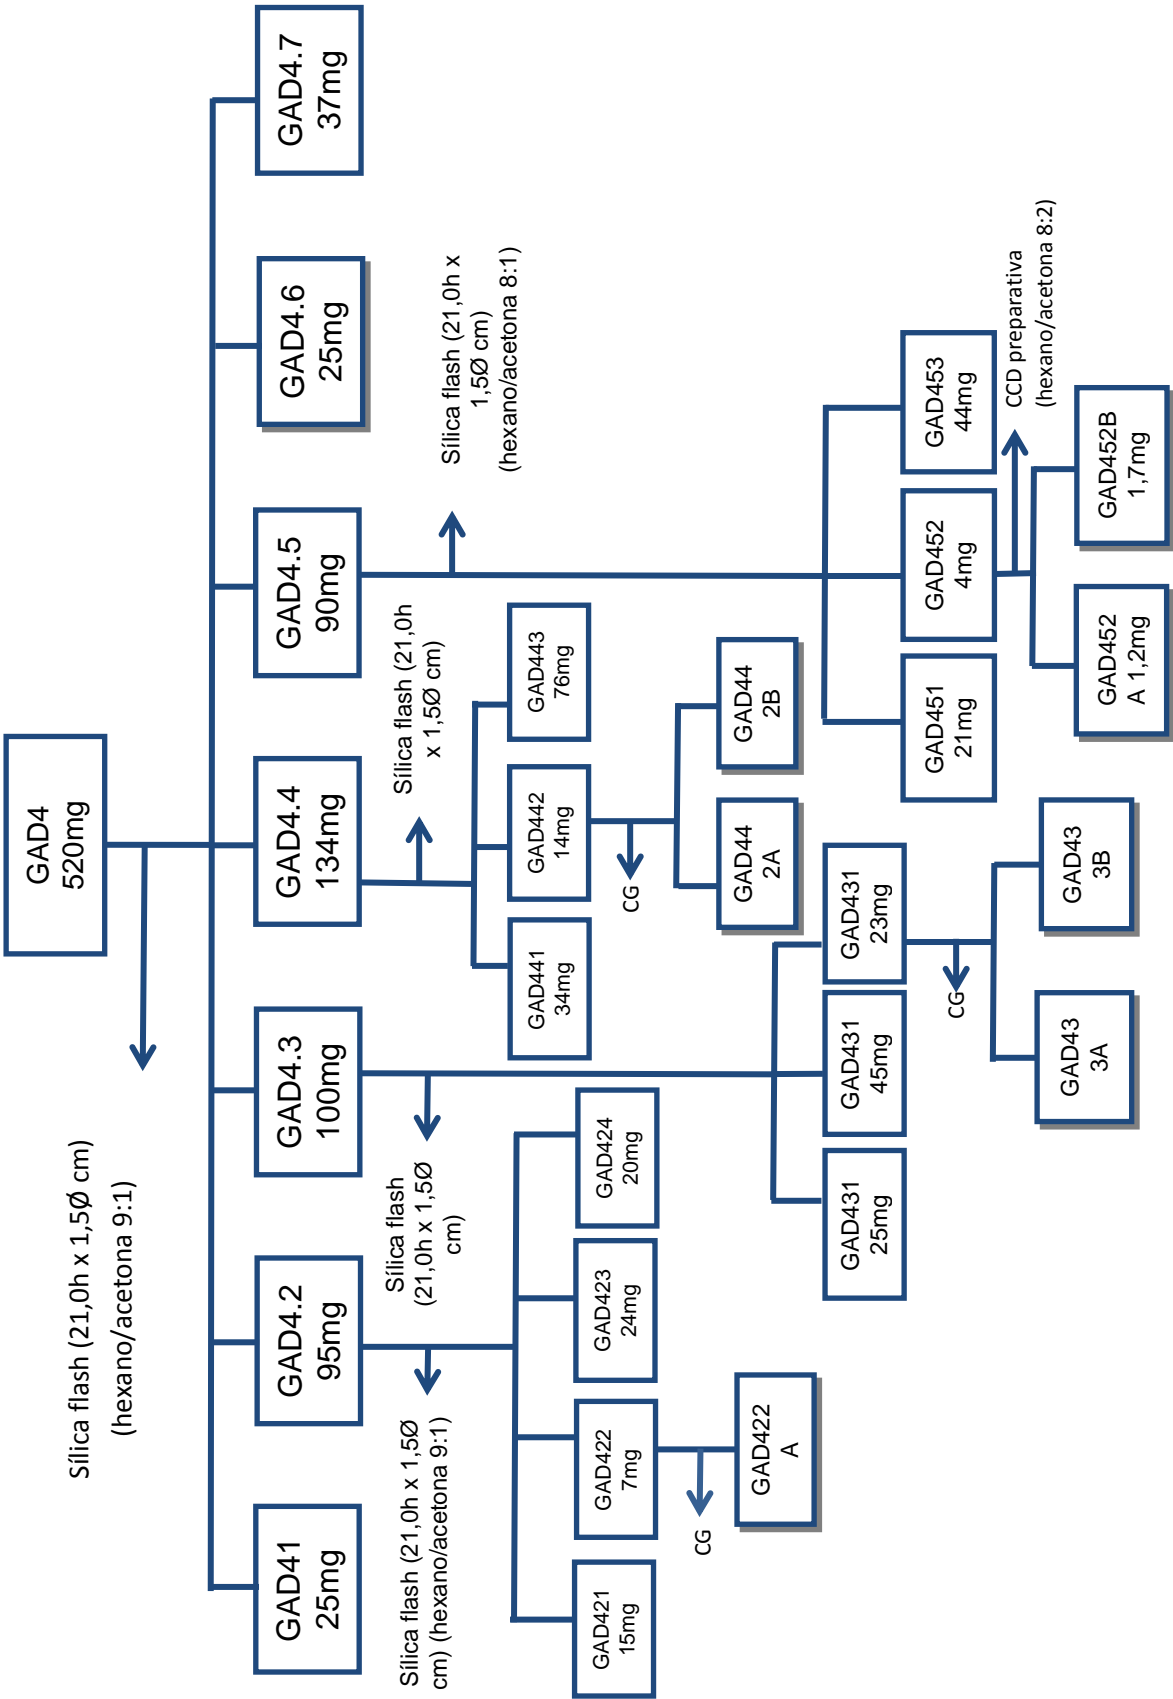 GAD4
520mg
Sílica flash (21,0h x 1,5Ø cm)
(hexano/acetona 9:1)
GAD41
25mg
GAD4.2
95mg
GAD4.3
100mg
GAD4.4
134mg
GAD4.5
90mg
GAD4.6
25mg
GAD4.7
37mg
Sílica flash (21,0h x 1,5Ø
cm) (hexano/acetona 9:1)
Sílica flash
(21,0h x 1,5Ø
cm)
Sílica flash (21,0h
x 1,5Ø cm)
Sílica flash (21,0h x
1,5Ø cm)
(hexano/acetona 8:1)
GAD441
34mg
GAD442
14mg
GAD443
76mg
GAD421
15mg
GAD422
7mg
GAD423
24mg
GAD424
20mg
CG
CG
GAD422
A
GAD44
2A
GAD44
2B
GAD431
25mg
GAD431
45mg
GAD431
23mg
GAD451
21mg
GAD452
4mg
GAD453
44mg
CG
CCD preparativa
(hexano/acetona 8:2)
GAD43
3A
GAD43
3B
GAD452
A 1,2mg
GAD452B
1,7mg